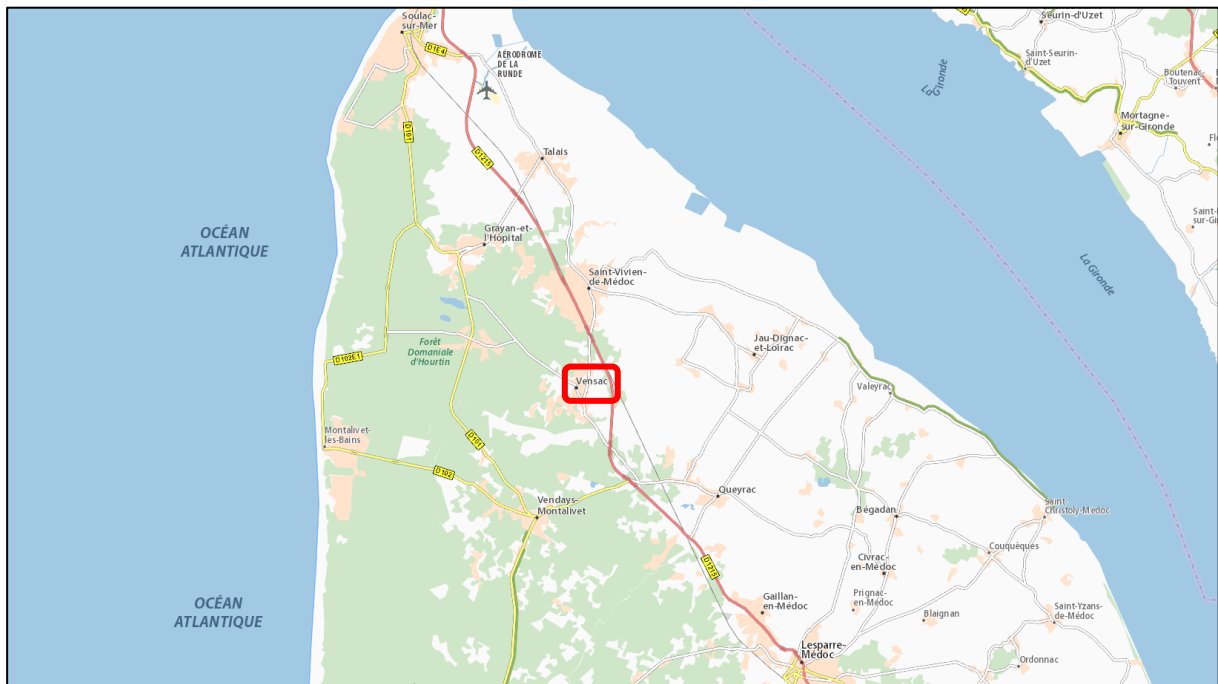 Soulac-
sur-Mer
D1E4
AÉRODROME
DE LA
RUNDE
Seurin-d'Uzet
Saint-Seurin-
d'Uzet
Boutenac-
Touvent
La Gironde
Mortagne-
sur-Gironde
D101
D1215
Talais
OCÉAN
ATLANTIQUE
Grayan-et-
l'Hôpital
Saint-Vivien-
de-Médoc
La Gironde
Forêt
Domaniale
d'Hourtin
D102E1
Jau-Dignac-
et-Loirac
Vensac
Valeyrac
Montalivet-
les-Bains
D101
D102
Vendays-
Montalivet
Queyrac
Bégadan
Saint-
Christoly-Médoc
Couquèques
D1215
Civrac-
en-Médoc
OCÉAN
ATLANTIQUE
Gaillan-
en-Médoc
Prignac-
en-Médoc
Blaignan
Saint-Yzans-
de-Médoc
Lesparre-
Médoc
Ordonnac